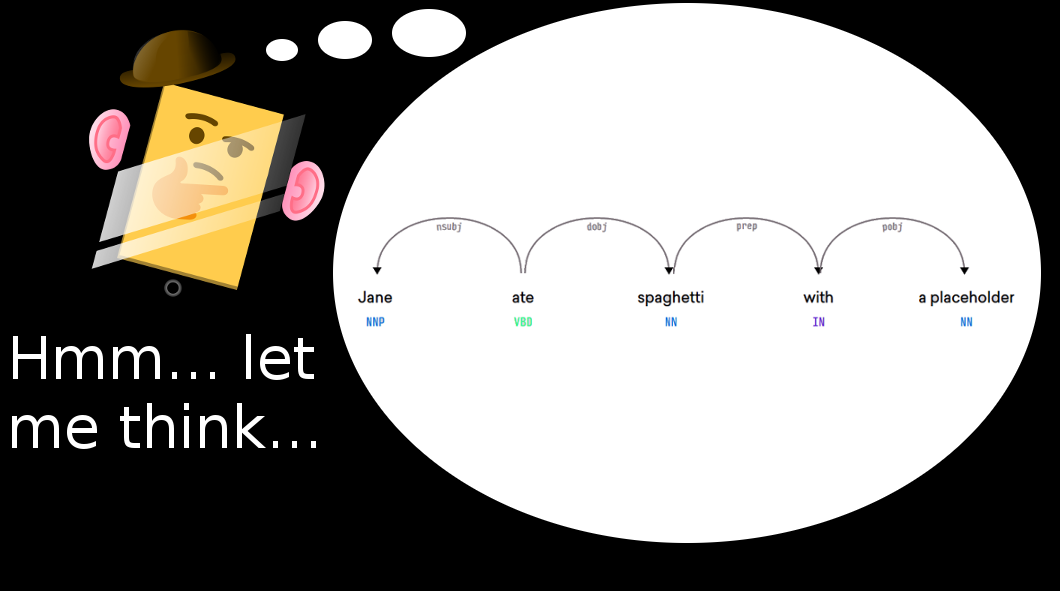 nsubj dobj prep pobj
Jane ate spaghetti with a placeholder
NNP VBD NN IN NN
Hmm... let
me think...